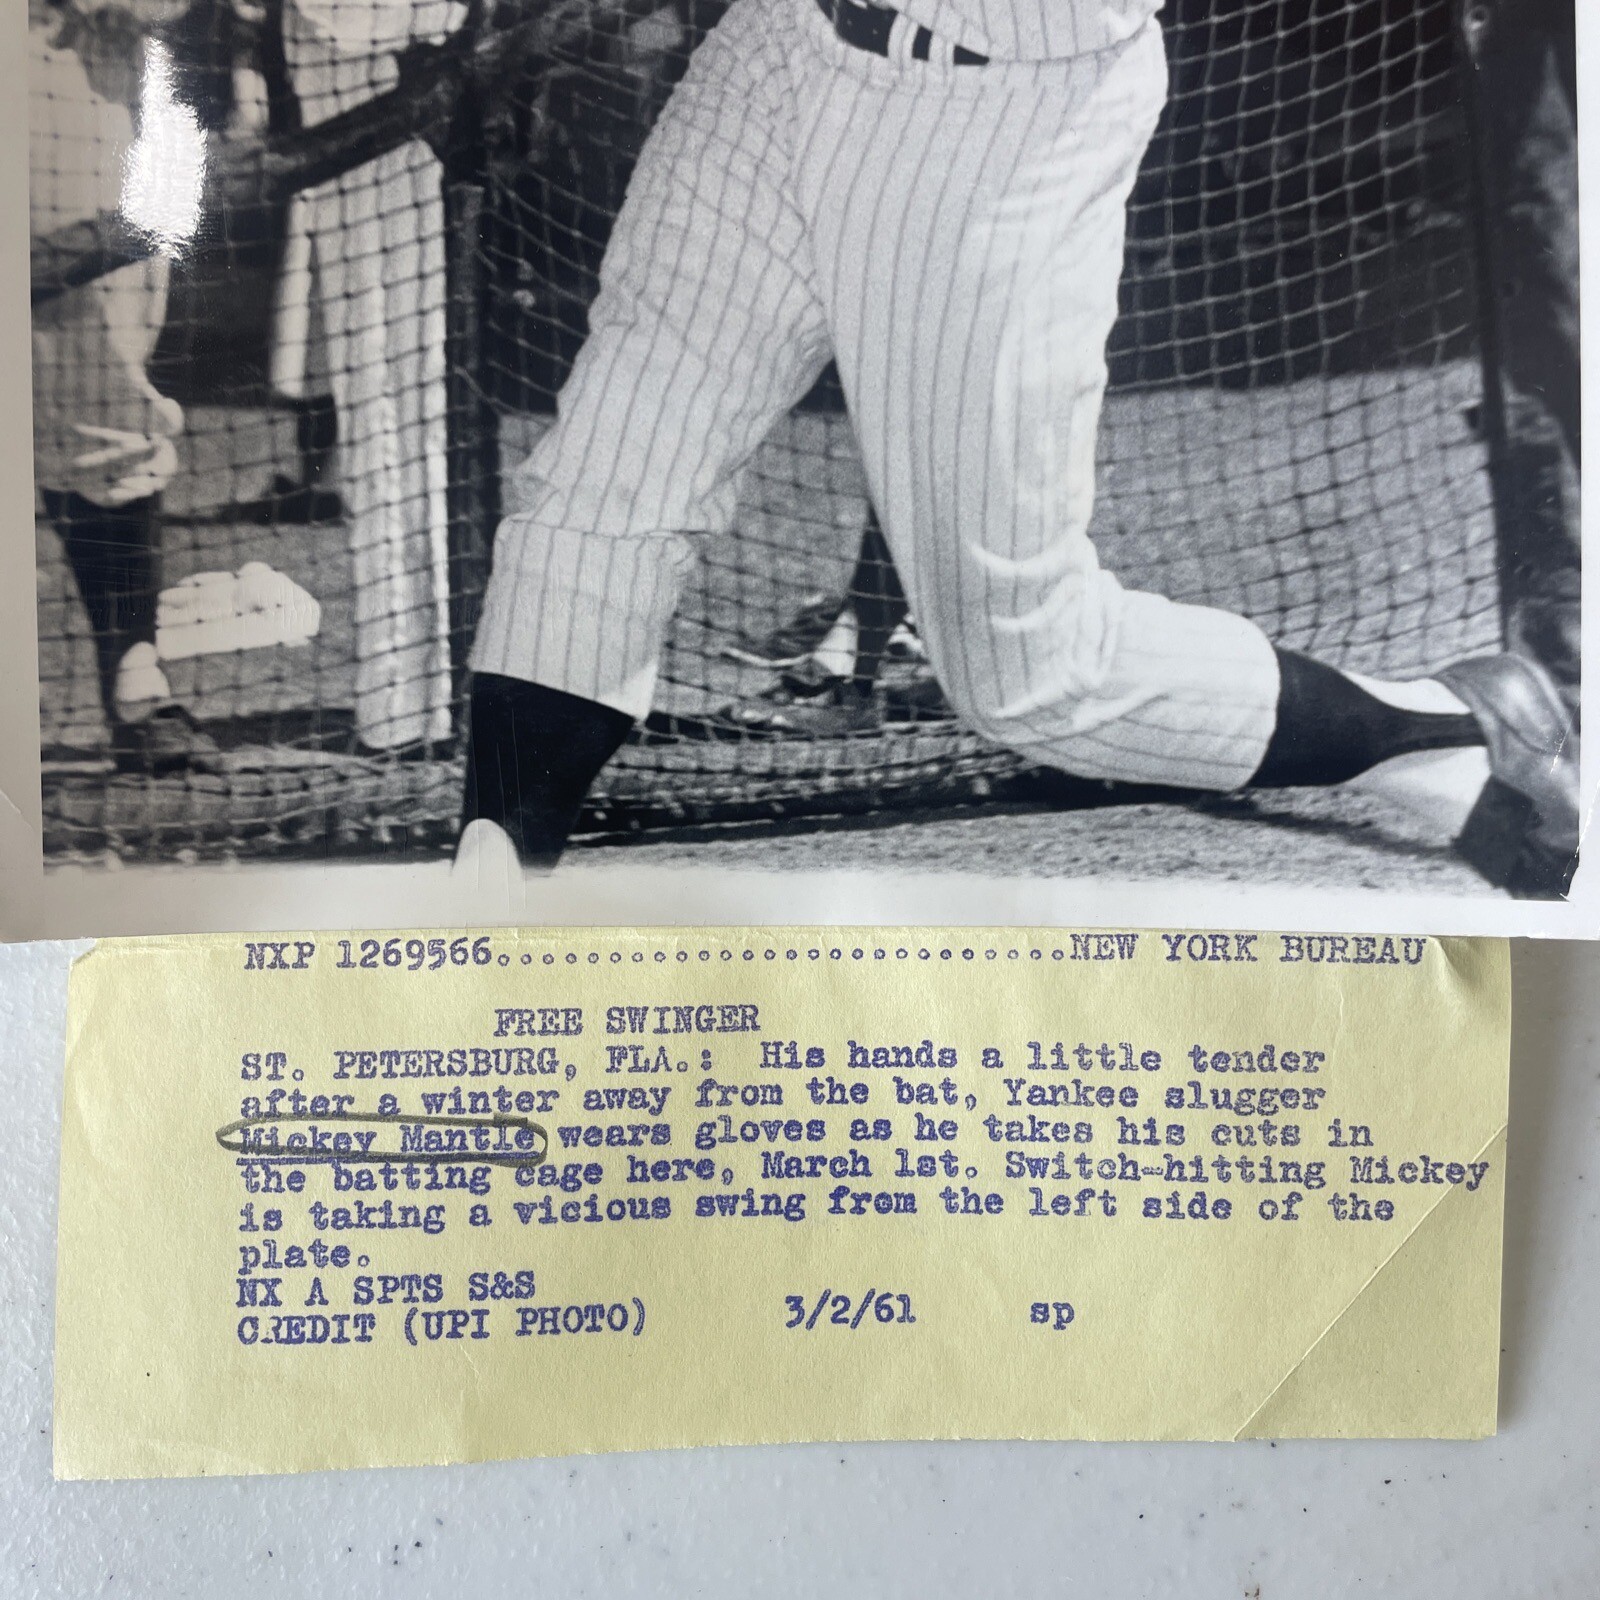 NXP 1269566..............................NEW YORK BUREAU
FREE SWINGER
ST. PETERSBURG, FLA.: His hands a little tender
after a winter away from the bat, Yankee slugger
Mickey Mantle wears gloves as he takes his cuts in
the batting cage here, March 1st. Switch-hitting Mickey
is taking a vicious swing from the left side of the
plate.
NX A SPTS S&S
CREDIT (UPI PHOTO) 3/2/61 sp